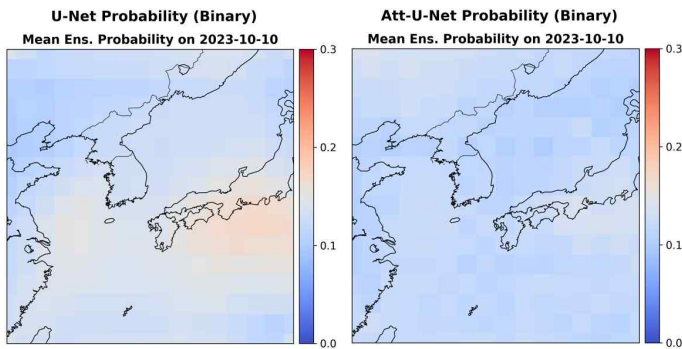 U-Net Probability (Binary)
Mean Ens. Probability on 2023-10-10
0.3
0.2
0.1
0.0
Att-U-Net Probability (Binary)
Mean Ens. Probability on 2023-10-10
0.3
0.2
0.1
0.0